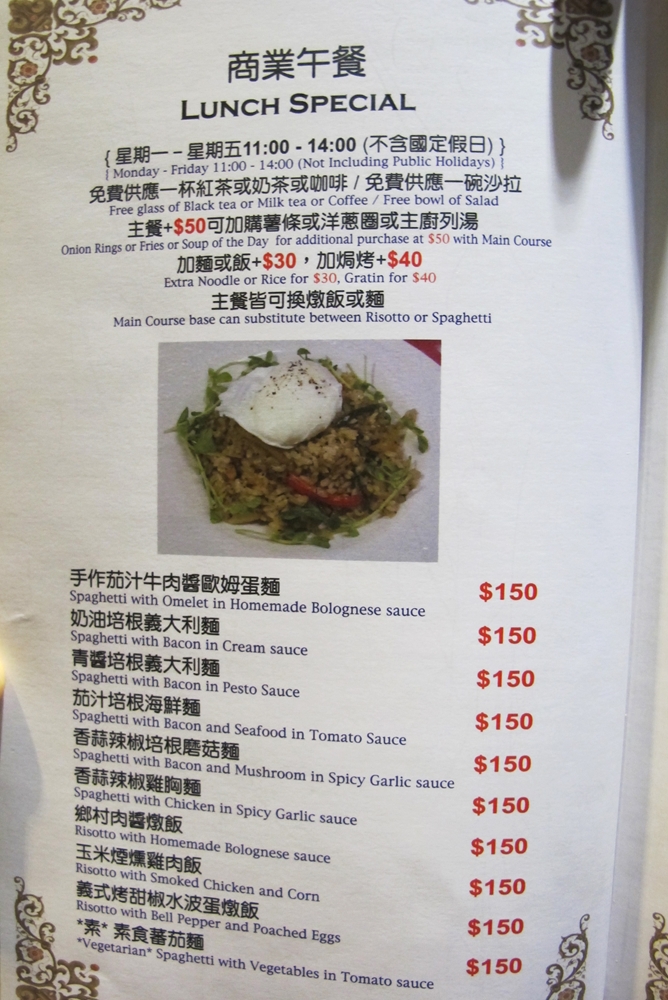 商業午餐
LUNCH SPECIAL
{ 星期一 – 星期五11:00 - 14:00 (不含國定假日) }
{ Monday - Friday 11:00 - 14:00 (Not Including Public Holidays) }
免費供應一杯紅茶或奶茶或咖啡 / 免費供應一碗沙拉
Free glass of Black tea or Milk tea or Coffee / Free bowl of Salad
主餐+$50可加購薯條或洋蔥圈或主廚列湯
Onion Rings or Fries or Soup of the Day for additional purchase at $50 with Main Course
加麵或飯+$30，加焗烤+$40
Extra Noodle or Rice for $30, Gratin for $40
主餐皆可換燉飯或麵
Main Course base can substitute between Risotto or Spaghetti
手作茄汁牛肉醬歐姆蛋麵 $150
Spaghetti with Omelet in Homemade Bolognese sauce
奶油培根義大利麵 $150
Spaghetti with Bacon in Cream sauce
青醬培根義大利麵 $150
Spaghetti with Bacon in Pesto Sauce
茄汁培根海鮮麵 $150
Spaghetti with Bacon and Seafood in Tomato Sauce
香蒜辣椒培根磨菇麵 $150
Spaghetti with Bacon and Mushroom in Spicy Garlic sauce
香蒜辣椒雞胸麵 $150
Spaghetti with Chicken in Spicy Garlic sauce
鄉村肉醬燉飯 $150
Risotto with Homemade Bolognese sauce
玉米煙燻雞肉飯 $150
Risotto with Smoked Chicken and Corn
義式烤甜椒水波蛋燉飯 $150
Risotto with Bell Pepper and Poached Eggs
*素* 素食蕃茄麵 $150
*Vegetarian* Spaghetti with Vegetables in Tomato sauce